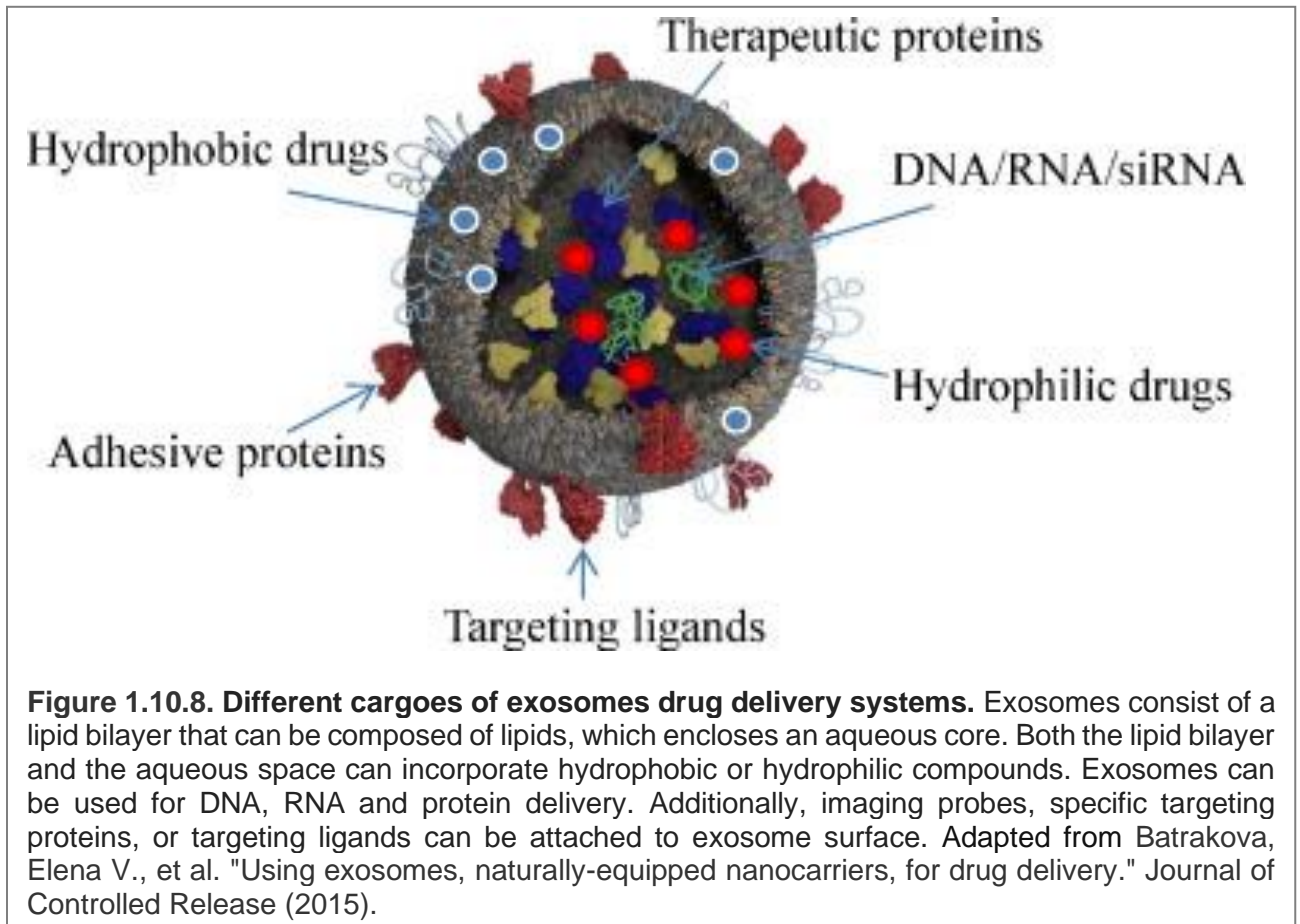 Therapeutic proteins
Hydrophobic drugs
DNA/RNA/siRNA
Hydrophilic drugs
Adhesive proteins
Targeting ligands
Figure 1.10.8. Different cargoes of exosomes drug delivery systems. Exosomes consist of a
lipid bilayer that can be composed of lipids, which encloses an aqueous core. Both the lipid bilayer
and the aqueous space can incorporate hydrophobic or hydrophilic compounds. Exosomes can
be used for DNA, RNA and protein delivery. Additionally, imaging probes, specific targeting
proteins, or targeting ligands can be attached to exosome surface. Adapted from Batrakova,
Elena V., et al. "Using exosomes, naturally-equipped nanocarriers, for drug delivery." Journal of
Controlled Release (2015).